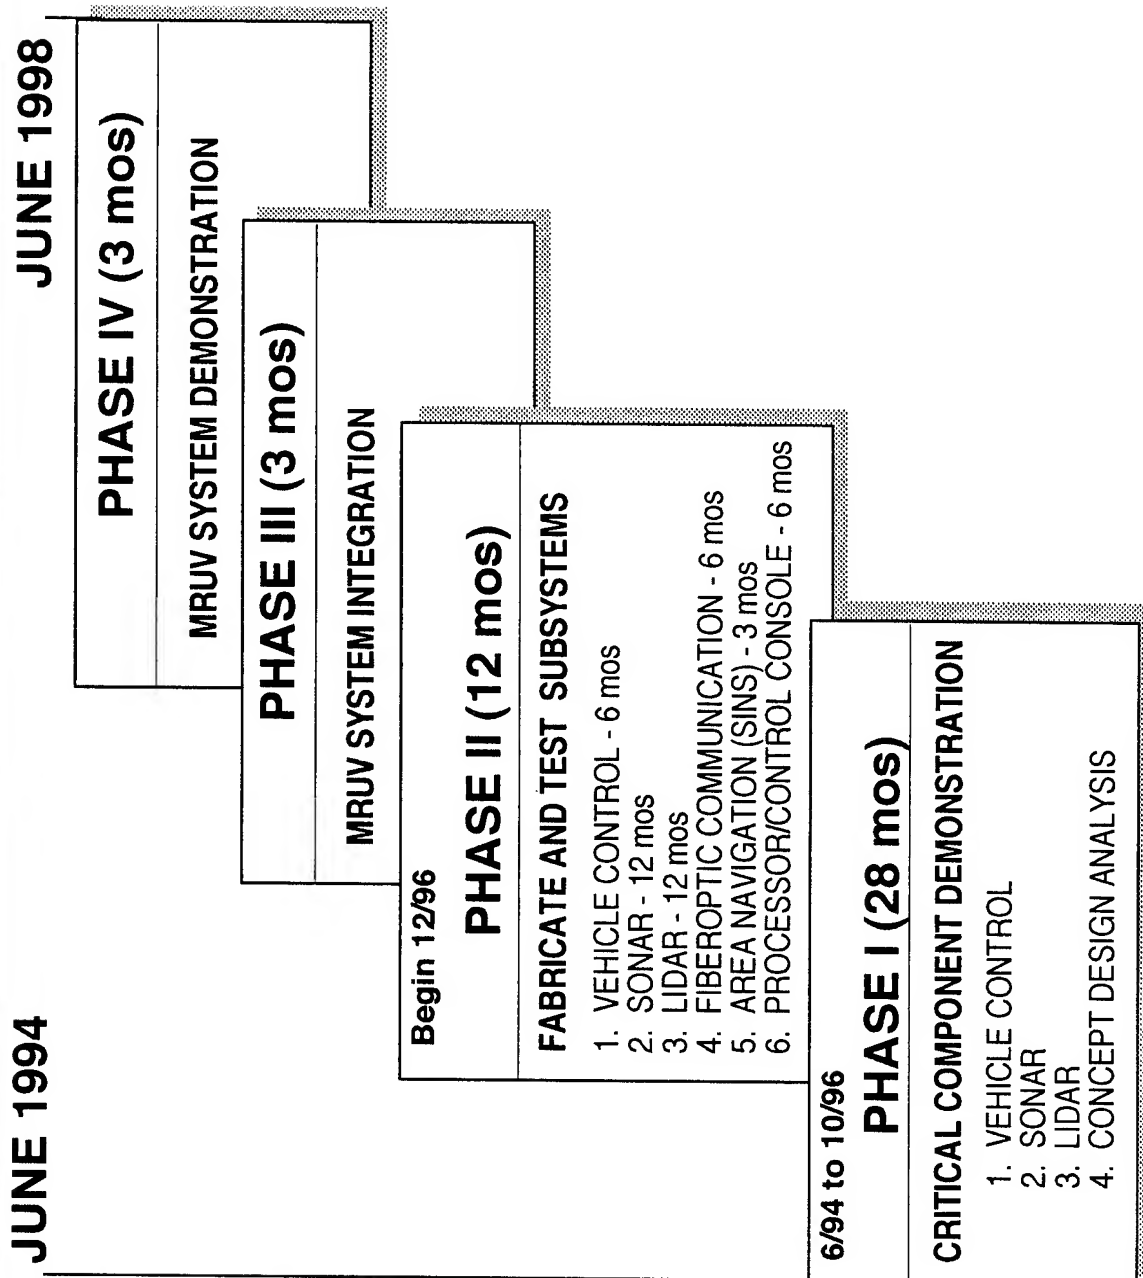 JUNE 1994
JUNE 1998
PHASE IV (3 mos)
MRUV SYSTEM DEMONSTRATION
PHASE III (3 mos)
MRUV SYSTEM INTEGRATION
Begin 12/96
PHASE II (12 mos)
FABRICATE AND TEST SUBSYSTEMS
1. VEHICLE CONTROL - 6 mos
2. SONAR - 12 mos
3. LIDAR - 12 mos
4. FIBEROPTIC COMMUNICATION - 6 mos
5. AREA NAVIGATION (SINS) - 3 mos
6. PROCESSOR/CONTROL CONSOLE - 6 mos
6/94 to 10/96
PHASE I (28 mos)
CRITICAL COMPONENT DEMONSTRATION
1. VEHICLE CONTROL
2. SONAR
3. LIDAR
4. CONCEPT DESIGN ANALYSIS